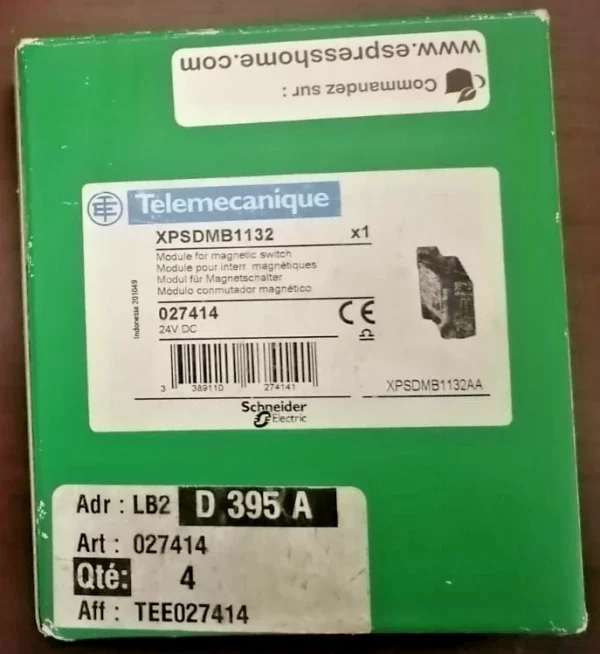 Commandez sur :
www.espresshome.com
Telemecanique
XPSDMB1132 x1
Module for magnetic switch
Module pour interr. magnétiques
Modul für Magnetschalter
Módulo conmutador magnético
Indonesia 201049
027414
24V DC
CE
3 389110 274141
XPSDMB1132AA
Schneider
Electric
Adr : LB2 D 395 A
Art : 027414
Qté: 4
Aff : TEE027414